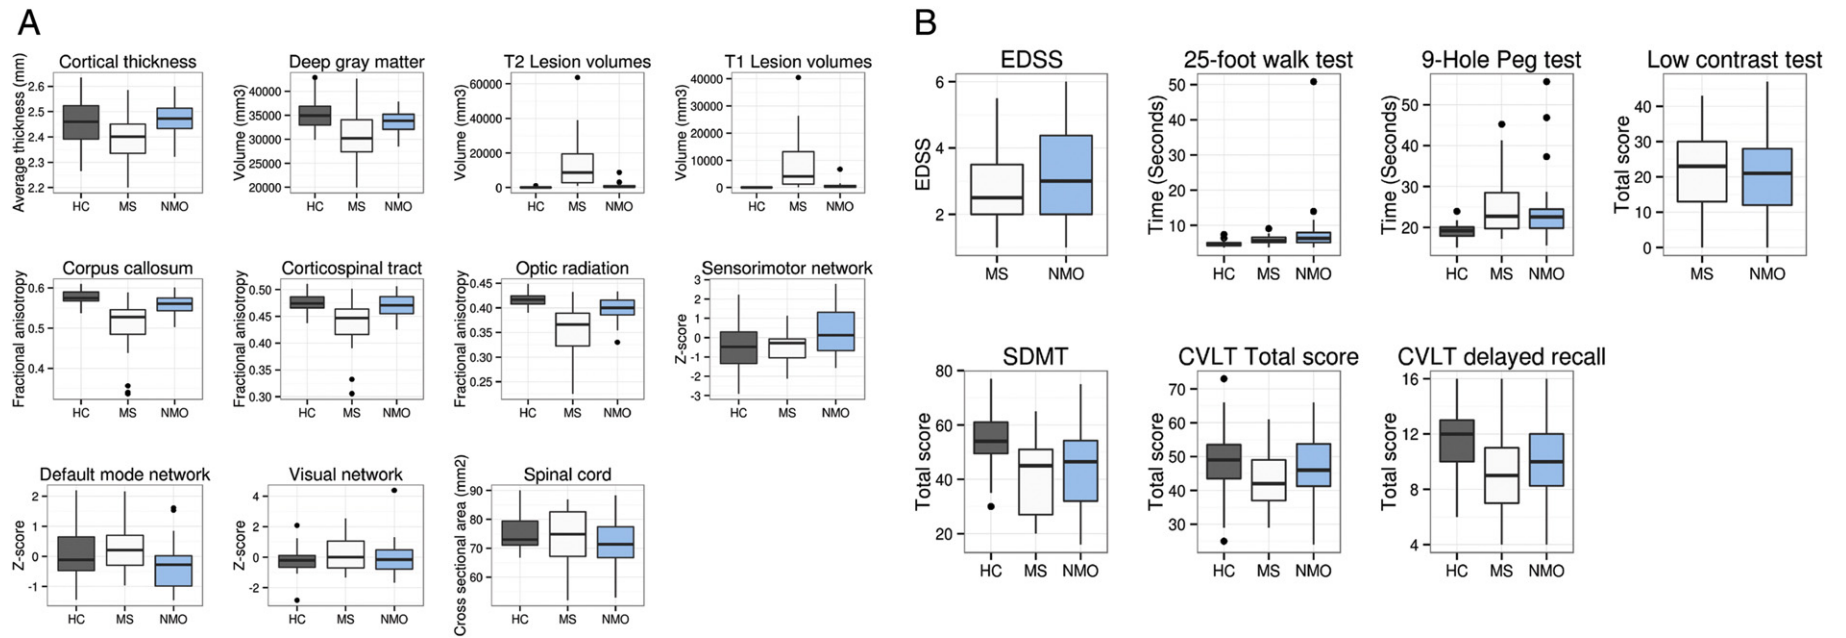 A
Cortical thickness
Average thickness (mm)
2.6
2.5
2.4
2.3
2.2
HC MS NMO
Deep gray matter
Volume (mm3)
40000
35000
30000
25000
20000
HC MS NMO
T2 Lesion volumes
Volume (mm3)
60000
40000
20000
0
HC MS NMO
T1 Lesion volumes
Volume (mm3)
40000
30000
20000
10000
0
HC MS NMO
Corpus callosum
Fractional anisotropy
0.6
0.5
0.4
HC MS NMO
Corticospinal tract
Fractional anisotropy
0.50
0.45
0.40
0.35
0.30
HC MS NMO
Optic radiation
Fractional anisotropy
0.45
0.40
0.35
0.30
0.25
HC MS NMO
Sensorimotor network
Z-score
3
2
1
0
-1
-2
-3
HC MS NMO
Default mode network
Z-score
2
1
0
-1
HC MS NMO
Visual network
Z-score
4
2
0
-2
HC MS NMO
Spinal cord
Cross sectional area (mm2)
90
80
70
60
HC MS NMO
B
EDSS
EDSS
6
4
2
MS NMO
25-foot walk test
Time (Seconds)
50
40
30
20
10
HC MS NMO
9-Hole Peg test
Time (Seconds)
50
40
30
20
HC MS NMO
Low contrast test
Total score
40
30
20
10
0
MS NMO
SDMT
Total score
80
60
40
20
HC MS NMO
CVLT Total score
Total score
70
60
50
40
30
HC MS NMO
CVLT delayed recall
Total score
16
12
8
4
HC MS NMO